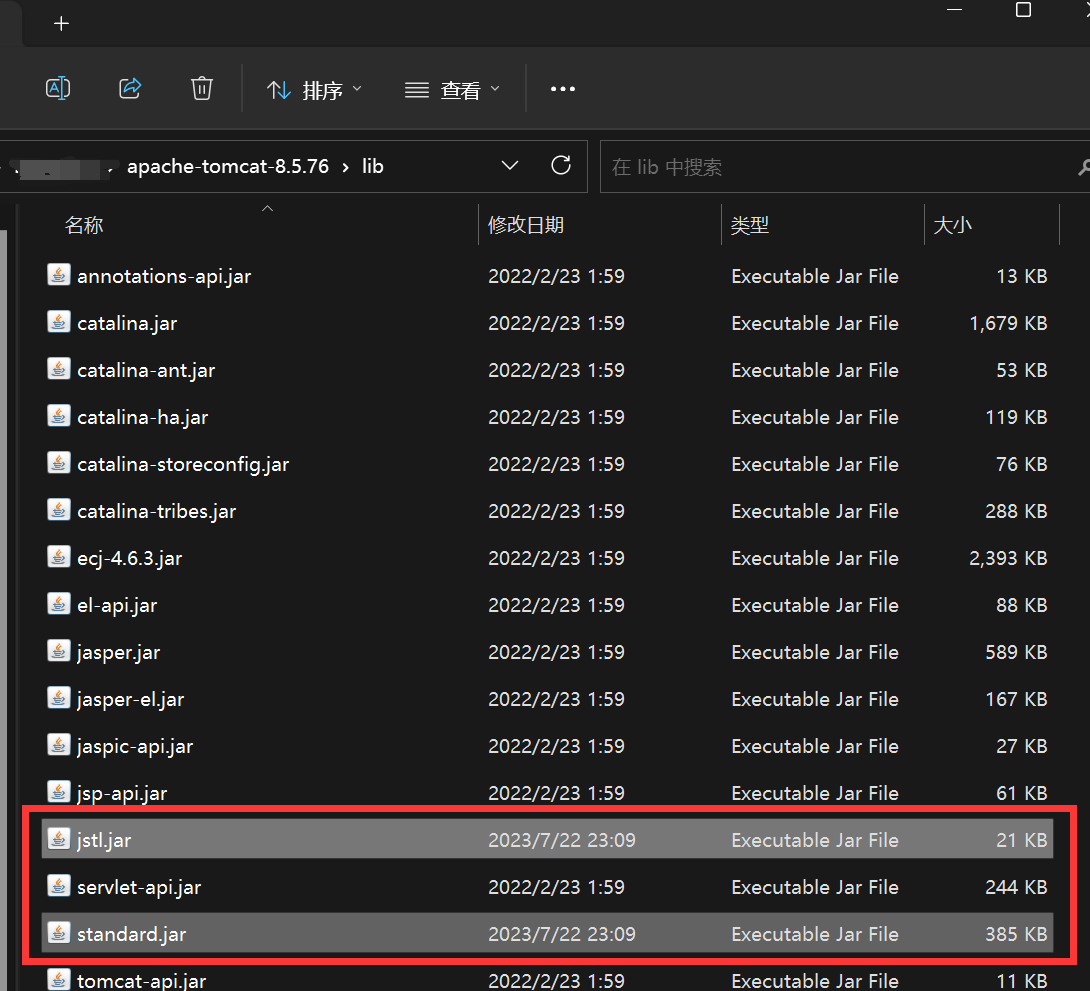 排序 查看
apache-tomcat-8.5.76 › lib 在 lib 中搜索
名称 修改日期 类型 大小
annotations-api.jar 2022/2/23 1:59 Executable Jar File 13 KB
catalina.jar 2022/2/23 1:59 Executable Jar File 1,679 KB
catalina-ant.jar 2022/2/23 1:59 Executable Jar File 53 KB
catalina-ha.jar 2022/2/23 1:59 Executable Jar File 119 KB
catalina-storeconfig.jar 2022/2/23 1:59 Executable Jar File 76 KB
catalina-tribes.jar 2022/2/23 1:59 Executable Jar File 288 KB
ecj-4.6.3.jar 2022/2/23 1:59 Executable Jar File 2,393 KB
el-api.jar 2022/2/23 1:59 Executable Jar File 88 KB
jasper.jar 2022/2/23 1:59 Executable Jar File 589 KB
jasper-el.jar 2022/2/23 1:59 Executable Jar File 167 KB
jaspic-api.jar 2022/2/23 1:59 Executable Jar File 27 KB
jsp-api.jar 2022/2/23 1:59 Executable Jar File 61 KB
jstl.jar 2023/7/22 23:09 Executable Jar File 21 KB
servlet-api.jar 2022/2/23 1:59 Executable Jar File 244 KB
standard.jar 2023/7/22 23:09 Executable Jar File 385 KB
tomcat-api.jar 2022/2/23 1:59 Executable Jar File 11 KB